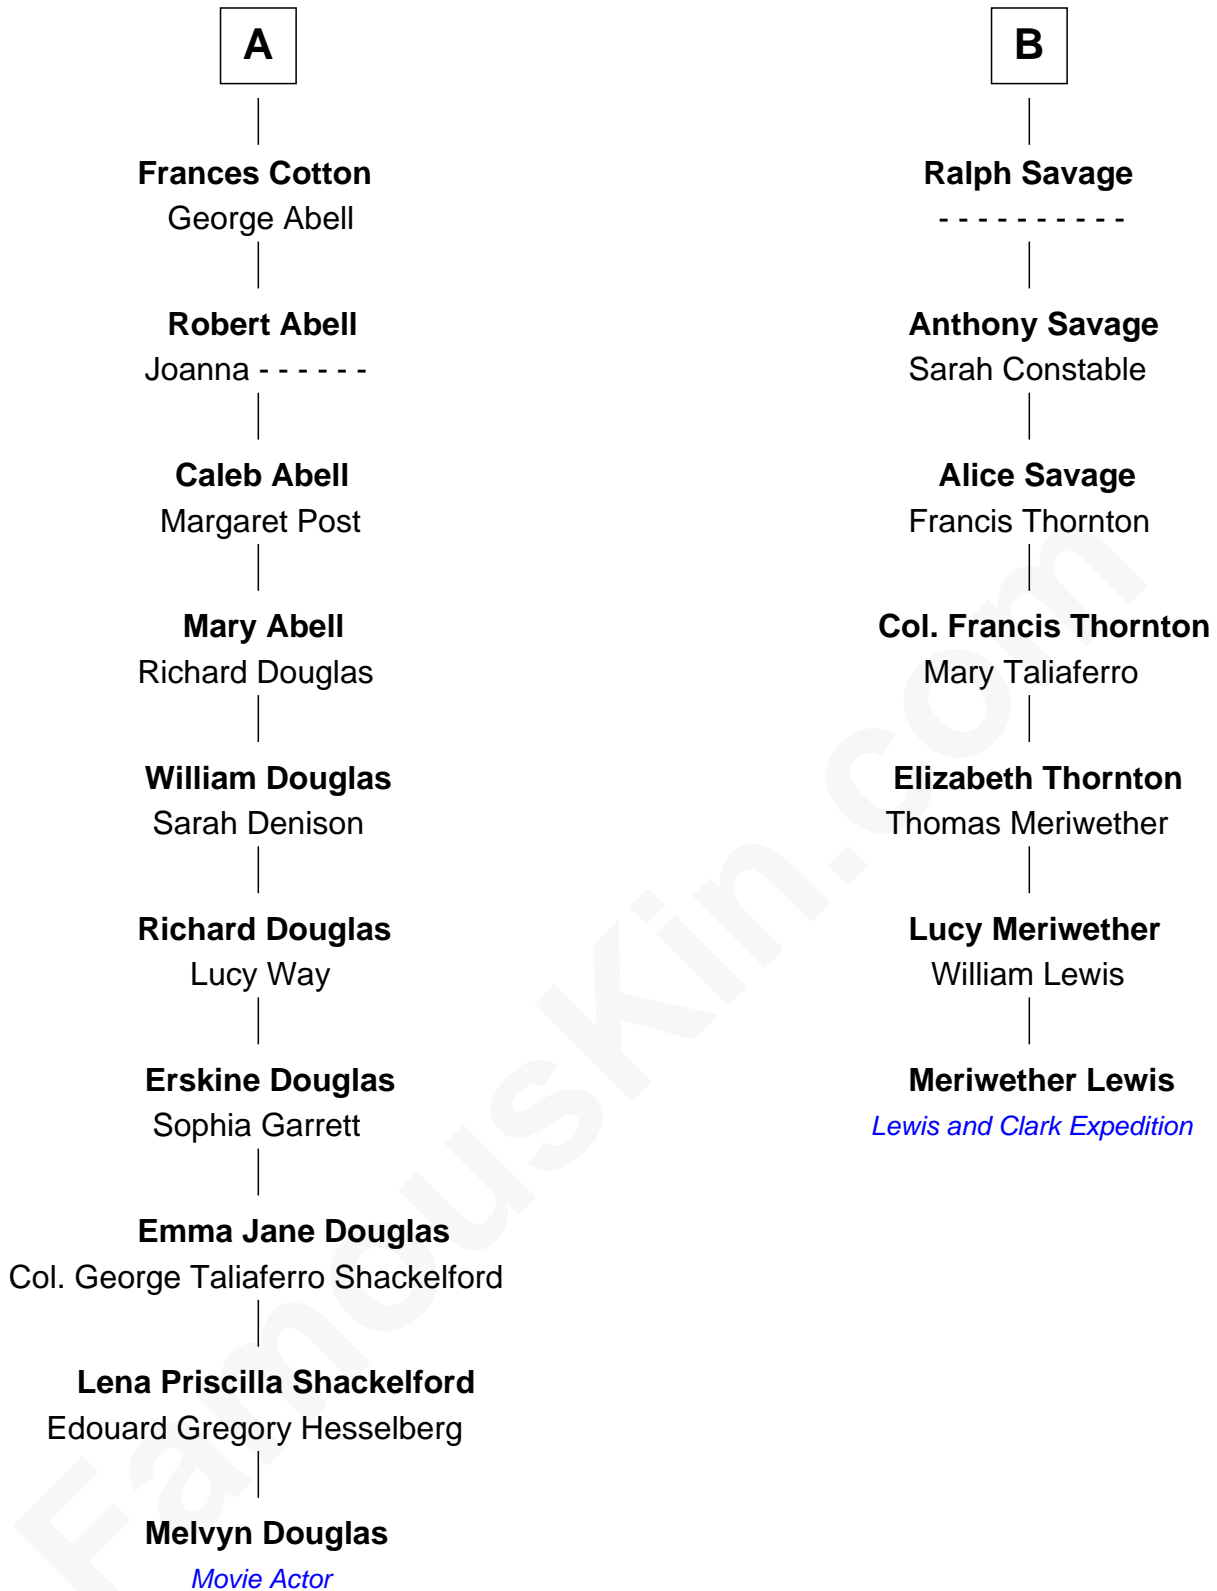 A
Frances Cotton
George Abell
Robert Abell
Joanna - - - - - -
Caleb Abell
Margaret Post
Mary Abell
Richard Douglas
William Douglas
Sarah Denison
Richard Douglas
Lucy Way
Erskine Douglas
Sophia Garrett
Emma Jane Douglas
Col. George Taliaferro Shackelford
Lena Priscilla Shackelford
Edouard Gregory Hesselberg
Melvyn Douglas
Movie Actor
B
Ralph Savage
- - - - - - - - - -
Anthony Savage
Sarah Constable
Alice Savage
Francis Thornton
Col. Francis Thornton
Mary Taliaferro
Elizabeth Thornton
Thomas Meriwether
Lucy Meriwether
William Lewis
Meriwether Lewis
Lewis and Clark Expedition
FamousKin.com